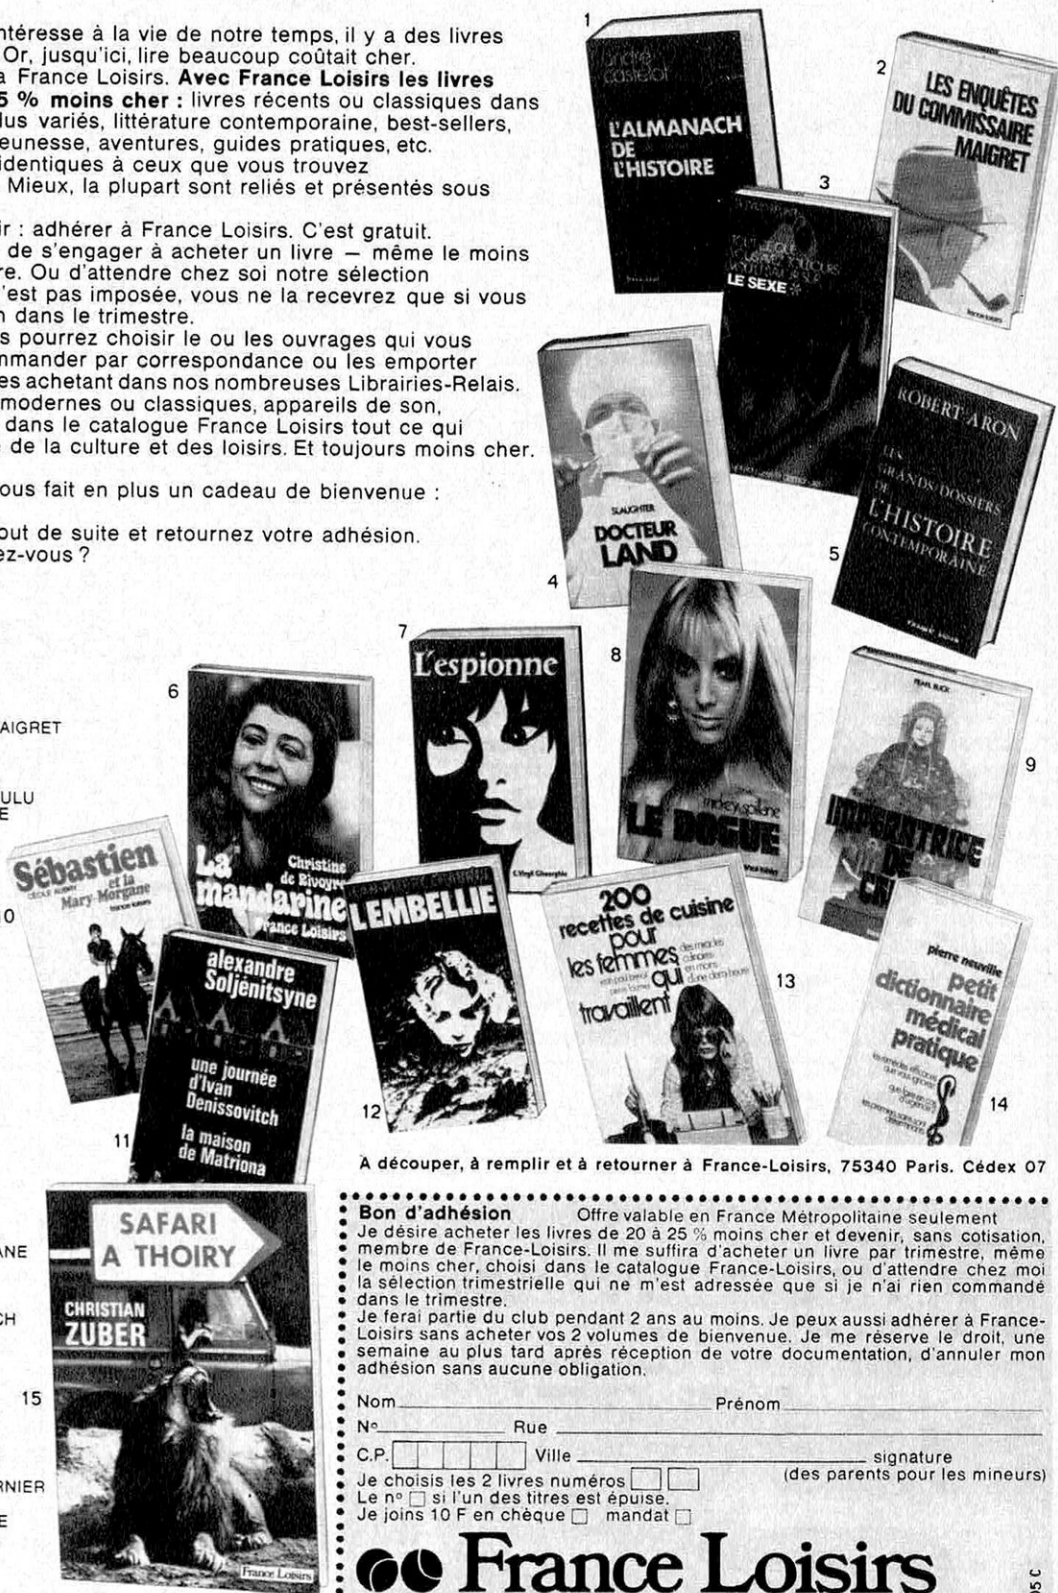 ntéresse à la vie de notre temps, il y a des livres
Or, jusqu'ici, lire beaucoup coûtait cher.
a France Loisirs. Avec France Loisirs les livres
5 % moins cher : livres récents ou classiques dans
lus variés, littérature contemporaine, best-sellers,
eunesse, aventures, guides pratiques, etc.
identiques à ceux que vous trouvez
Mieux, la plupart sont reliés et présentés sous
ir : adhérer à France Loisirs. C'est gratuit.
de s'engager à acheter un livre — même le moins
re. Ou d'attendre chez soi notre sélection
'est pas imposée, vous ne la recevrez que si vous
n dans le trimestre.
s pourrez choisir le ou les ouvrages qui vous
mmander par correspondance ou les emporter
es achetant dans nos nombreuses Librairies-Relais.
modernes ou classiques, appareils de son,
dans le catalogue France Loisirs tout ce qui
de la culture et des loisirs. Et toujours moins cher.
ous fait en plus un cadeau de bienvenue :
out de suite et retournez votre adhésion.
ez-vous ?
1
andré
castelot
L'ALMANACH
DE
L'HISTOIRE
2
LES ENQUÊTES
DU COMMISSAIRE
MAIGRET
3
LE SEXE *
4
SLAUGHTER
DOCTEUR
LAND
5
ROBERT ARON
LES
GRANDS DOSSIERS
DE
L'HISTOIRE
CONTEMPORAINE
6
La
mandarine
Christine
de Rivoyre
France Loisirs
7
L'espionne
C. Virgil Gheorghiu
8
mickey spillane
LE DOGUE
9
PEARL BUCK
IMPERATRICE
DE
AIGRET
ULU
E
10
Sébastien
et la
Mary-Morgane
11
alexandre
Soljénitsyne
une journée
d'Ivan
Denissovitch
la maison
de Matriona
12
L'EMBELLIE
13
200
recettes de cuisine
pour
les femmes
qui
travaillent
14
pierre neuville
petit
dictionnaire
médical
pratique
ANE
CH
15
RNIER
E
SAFARI
A THOIRY
CHRISTIAN
ZUBER
France Loisirs
A découper, à remplir et à retourner à France-Loisirs, 75340 Paris. Cédex 07
Bon d'adhésion Offre valable en France Métropolitaine seulement
Je désire acheter les livres de 20 à 25 % moins cher et devenir, sans cotisation,
membre de France-Loisirs. Il me suffira d'acheter un livre par trimestre, même
le moins cher, choisi dans le catalogue France-Loisirs, ou d'attendre chez moi
la sélection trimestrielle qui ne m'est adressée que si je n'ai rien commandé
dans le trimestre.
Je ferai partie du club pendant 2 ans au moins. Je peux aussi adhérer à France-
Loisirs sans acheter vos 2 volumes de bienvenue. Je me réserve le droit, une
semaine au plus tard après réception de votre documentation, d'annuler mon
adhésion sans aucune obligation.
Nom Prénom
N° Rue
C.P. Ville signature
Je choisis les 2 livres numéros (des parents pour les mineurs)
Le n° si l'un des titres est épuise.
Je joins 10 F en chèque mandat
France Loisirs